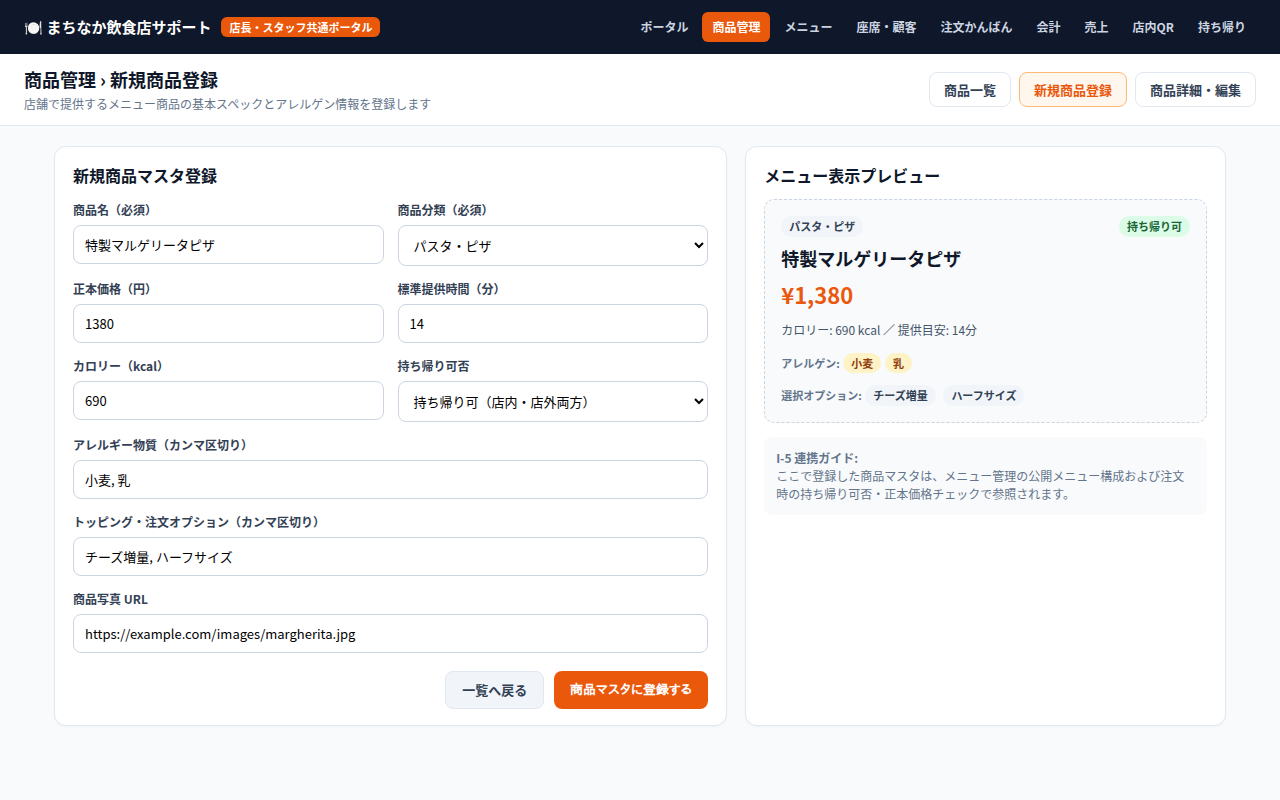 🍽️ まちなか飲食店サポート 店長・スタッフ共通ポータル ポータル 商品管理 メニュー 座席・顧客 注文かんばん 会計 売上 店内QR 持ち帰り
商品管理 › 新規商品登録
店舗で提供するメニュー商品の基本スペックとアレルゲン情報を登録します
商品一覧 新規商品登録 商品詳細・編集
新規商品マスタ登録
商品名（必須） 商品分類（必須）
特製マルゲリータピザ パスタ・ピザ
正本価格（円） 標準提供時間（分）
1380 14
カロリー（kcal） 持ち帰り可否
690 持ち帰り可（店内・店外両方）
アレルギー物質（カンマ区切り）
小麦, 乳
トッピング・注文オプション（カンマ区切り）
チーズ増量, ハーフサイズ
商品写真 URL
https://example.com/images/margherita.jpg
一覧へ戻る 商品マスタに登録する
メニュー表示プレビュー
パスタ・ピザ 持ち帰り可
特製マルゲリータピザ
¥1,380
カロリー: 690 kcal ／ 提供目安: 14分
アレルゲン: 小麦 乳
選択オプション: チーズ増量 ハーフサイズ
I-5 連携ガイド:
ここで登録した商品マスタは、メニュー管理の公開メニュー構成および注文
時の持ち帰り可否・正本価格チェックで参照されます。